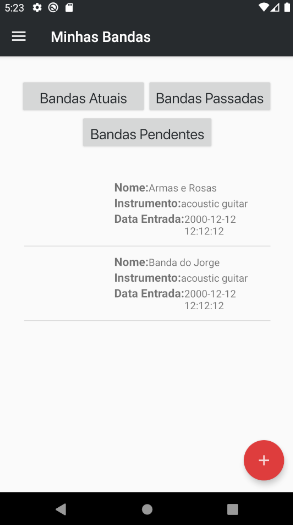 5:23
Minhas Bandas
Bandas Atuais
Bandas Passadas
Bandas Pendentes
Nome:Armas e Rosas
Instrumento:acoustic guitar
Data Entrada:2000-12-12
12:12:12
Nome:Banda do Jorge
Instrumento:acoustic guitar
Data Entrada:2000-12-12
12:12:12